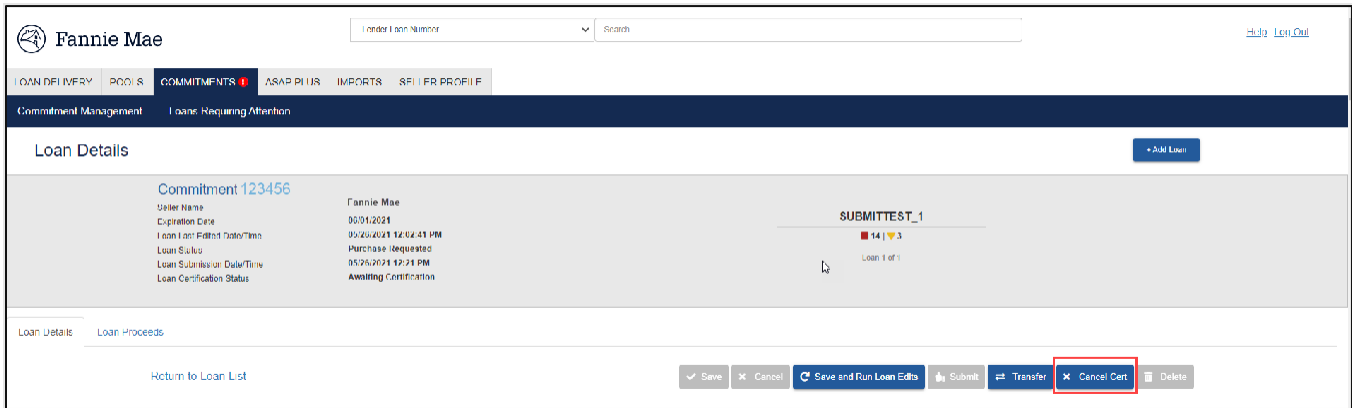 Fannie Mae
Lender Loan Number
Search
Help Log Out
LOAN DELIVERY POOLS COMMITMENTS ! ASAP PLUS IMPORTS SELLER PROFILE
Commitment Management Loans Requiring Attention
Loan Details
+ Add Loan
Commitment 123456
Seller Name Fannie Mae
Expiration Date 06/01/2021
Loan Last Edited Date/Time 05/26/2021 12:02:41 PM
Loan Status Purchase Requested
Loan Submission Date/Time 05/26/2021 12:21 PM
Loan Certification Status Awaiting Certification
SUBMITTEST_1
14 | 3
Loan 1 of 1
Loan Details Loan Proceeds
Return to Loan List
Save Cancel Save and Run Loan Edits Submit Transfer Cancel Cert Delete